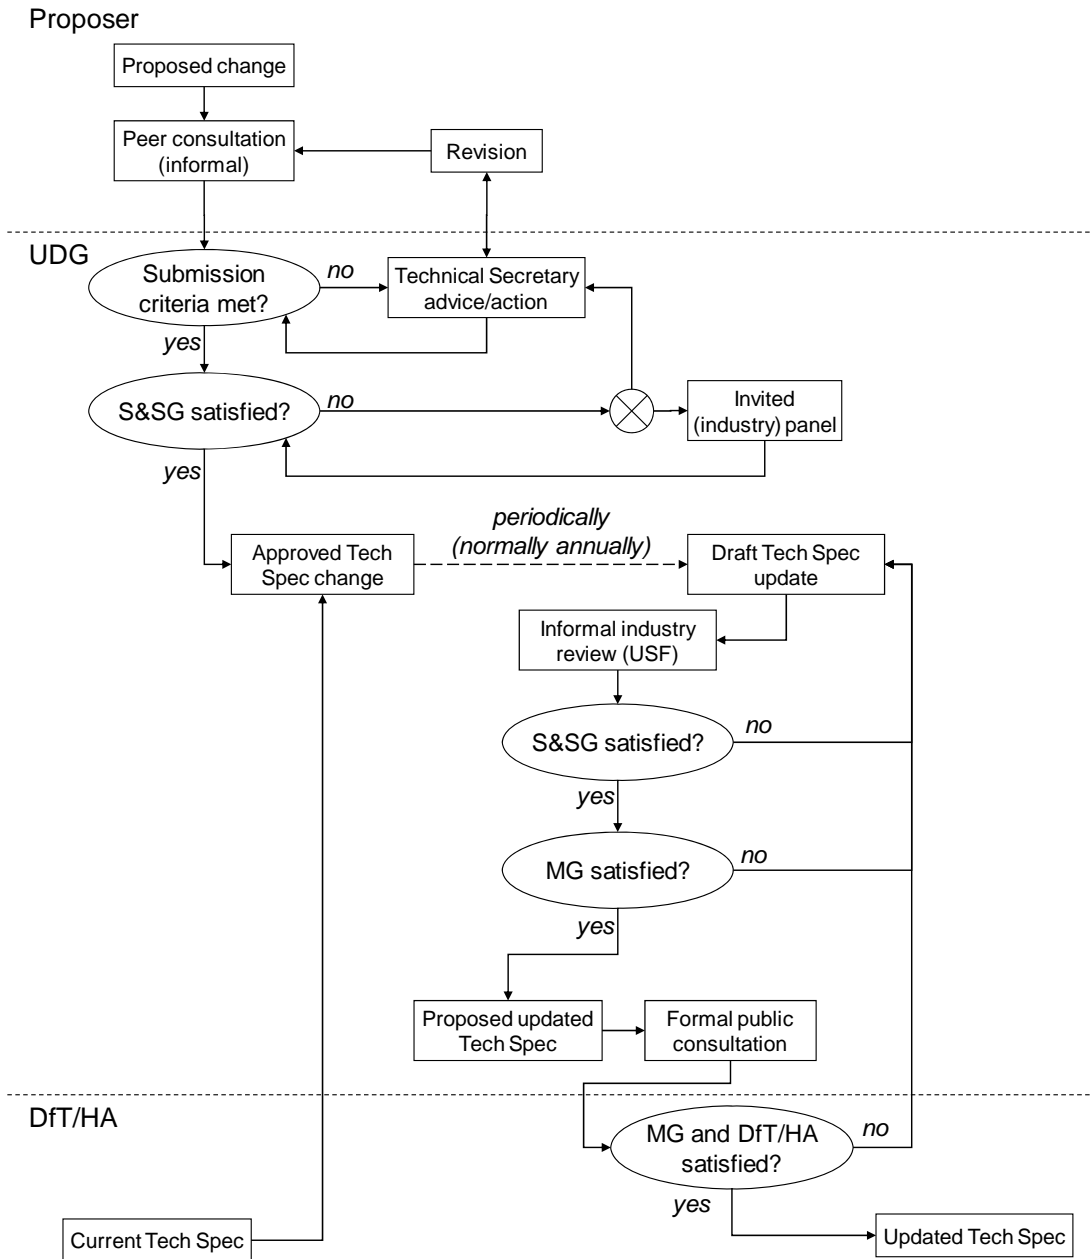 Proposer
Proposed change
Peer consultation
(informal)
Revision
UDG
Submission
criteria met?
no
Technical Secretary
advice/action
yes
S&SG satisfied?
no
Invited
(industry) panel
yes
periodically
(normally annually)
Approved Tech
Spec change
Draft Tech Spec
update
Informal industry
review (USF)
S&SG satisfied?
no
yes
MG satisfied?
no
yes
Proposed updated
Tech Spec
Formal public
consultation
DfT/HA
MG and DfT/HA
satisfied?
no
yes
Current Tech Spec
Updated Tech Spec